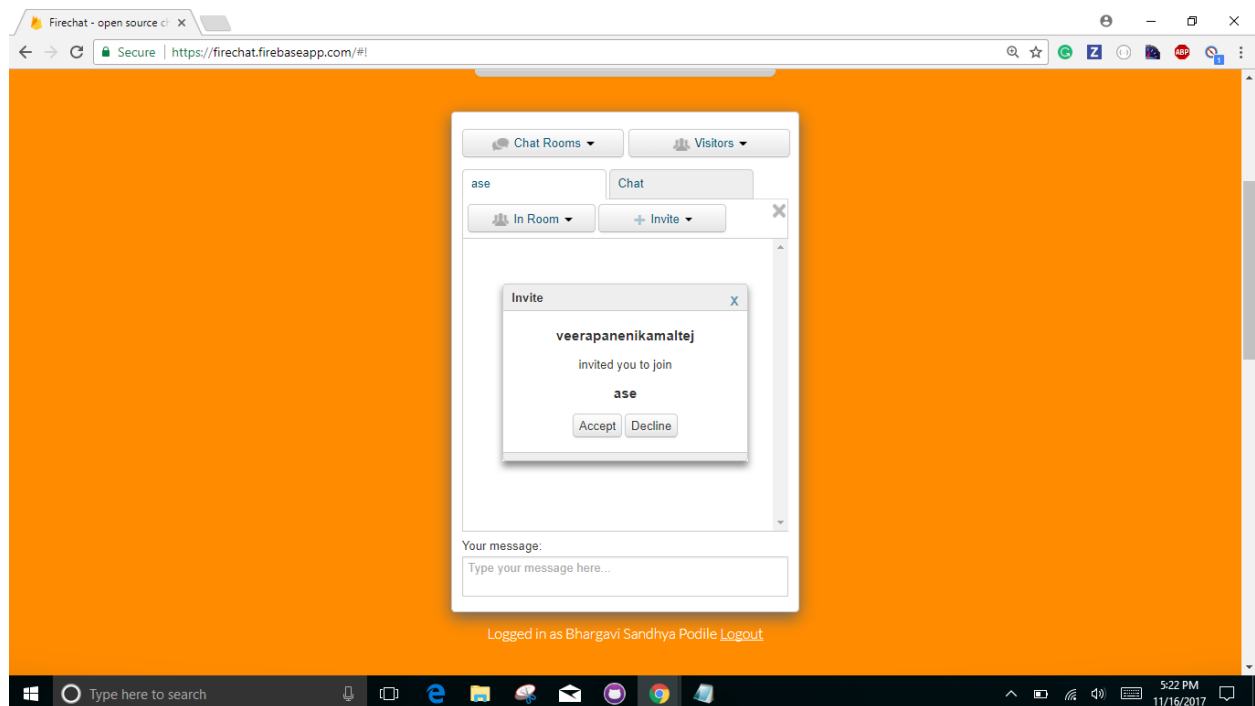 Firechat - open source ch
Secure | https://firechat.firebaseapp.com/#!
Chat Rooms
Visitors
ase
Chat
In Room
Invite
Invite
x
veerapanenikamaltej
invited you to join
ase
Accept
Decline
Your message:
Type your message here...
Logged in as Bhargavi Sandhya Podile Logout
Type here to search
5:22 PM
11/16/2017